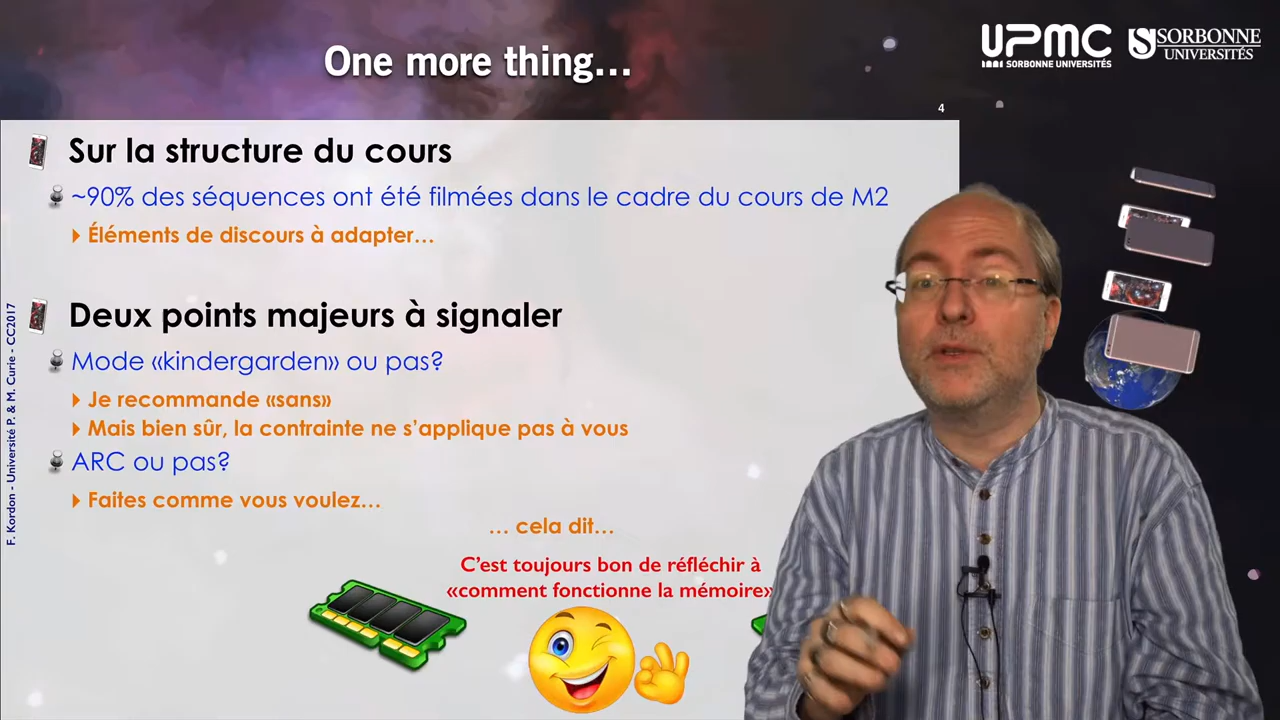 One more thing...
UPMC
SORBONNE UNIVERSITÉS
SORBONNE
UNIVERSITÉS
4
Sur la structure du cours
~90% des séquences ont été filmées dans le cadre du cours de M2
Éléments de discours à adapter...
Deux points majeurs à signaler
Mode «kindergarden» ou pas?
Je recommande «sans»
Mais bien sûr, la contrainte ne s'applique pas à vous
ARC ou pas?
Faites comme vous voulez...
... cela dit...
C'est toujours bon de réfléchir à
«comment fonctionne la mémoire»
F. Kordon - Université P. & M. Curie - CC2017